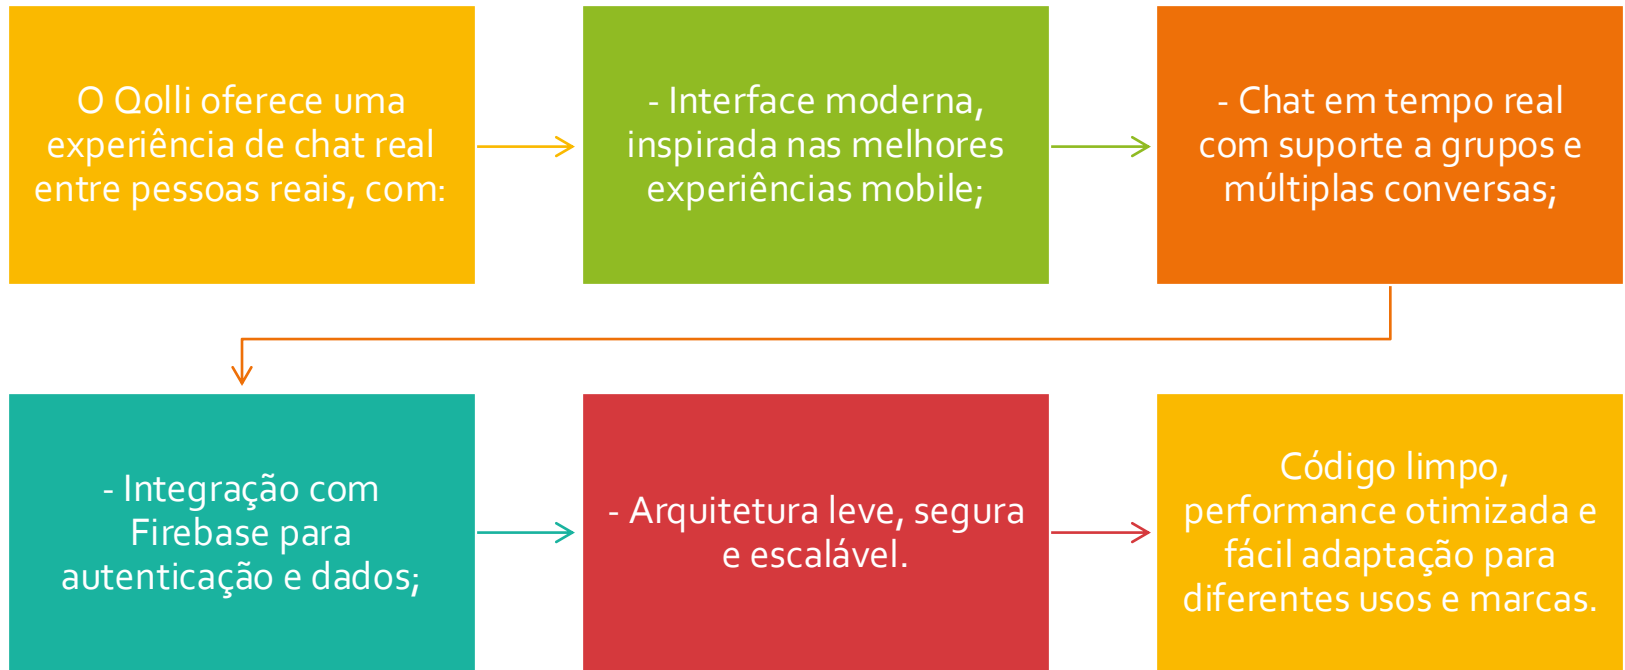 O Qolli oferece uma
experiência de chat real
entre pessoas reais, com:
- Interface moderna,
inspirada nas melhores
experiências mobile;
- Chat em tempo real
com suporte a grupos e
múltiplas conversas;
- Integração com
Firebase para
autenticação e dados;
- Arquitetura leve, segura
e escalável.
Código limpo,
performance otimizada e
fácil adaptação para
diferentes usos e marcas.